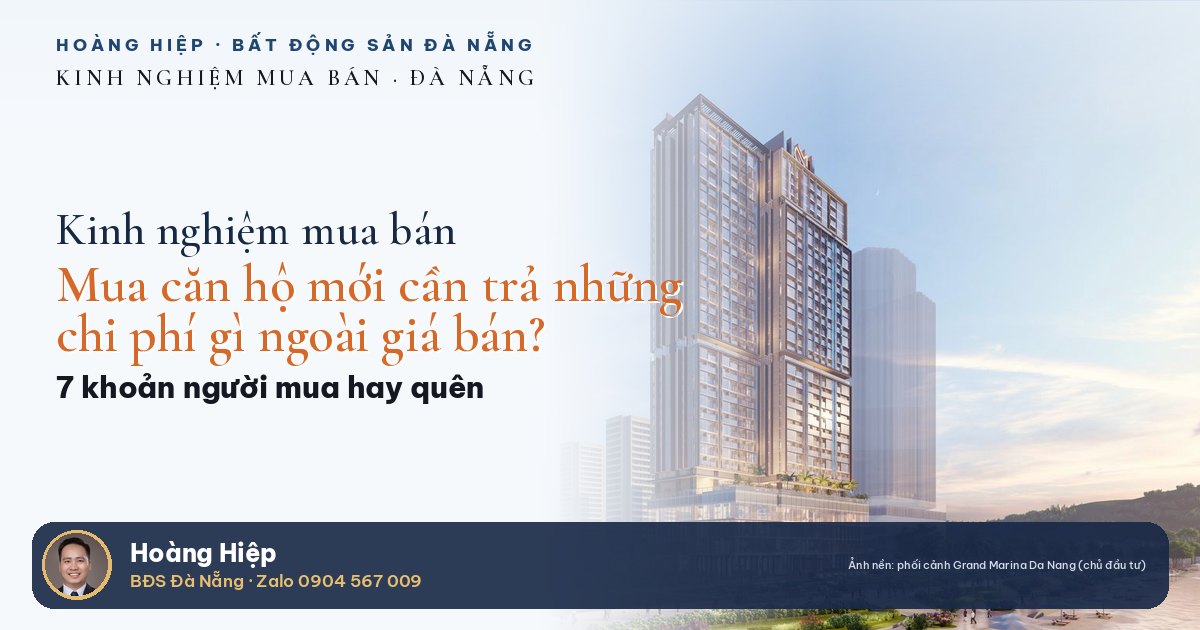 HOÀNG HIỆP · BẤT ĐỘNG SẢN ĐÀ NẴNG
KINH NGHIỆM MUA BÁN · ĐÀ NẴNG
Kinh nghiệm mua bán
Mua căn hộ mới cần trả những
chi phí gì ngoài giá bán?
7 khoản người mua hay quên
Hoàng Hiệp
BĐS Đà Nẵng · Zalo 0904 567 009
Ảnh nền: phối cảnh Grand Marina Da Nang (chủ đầu tư)